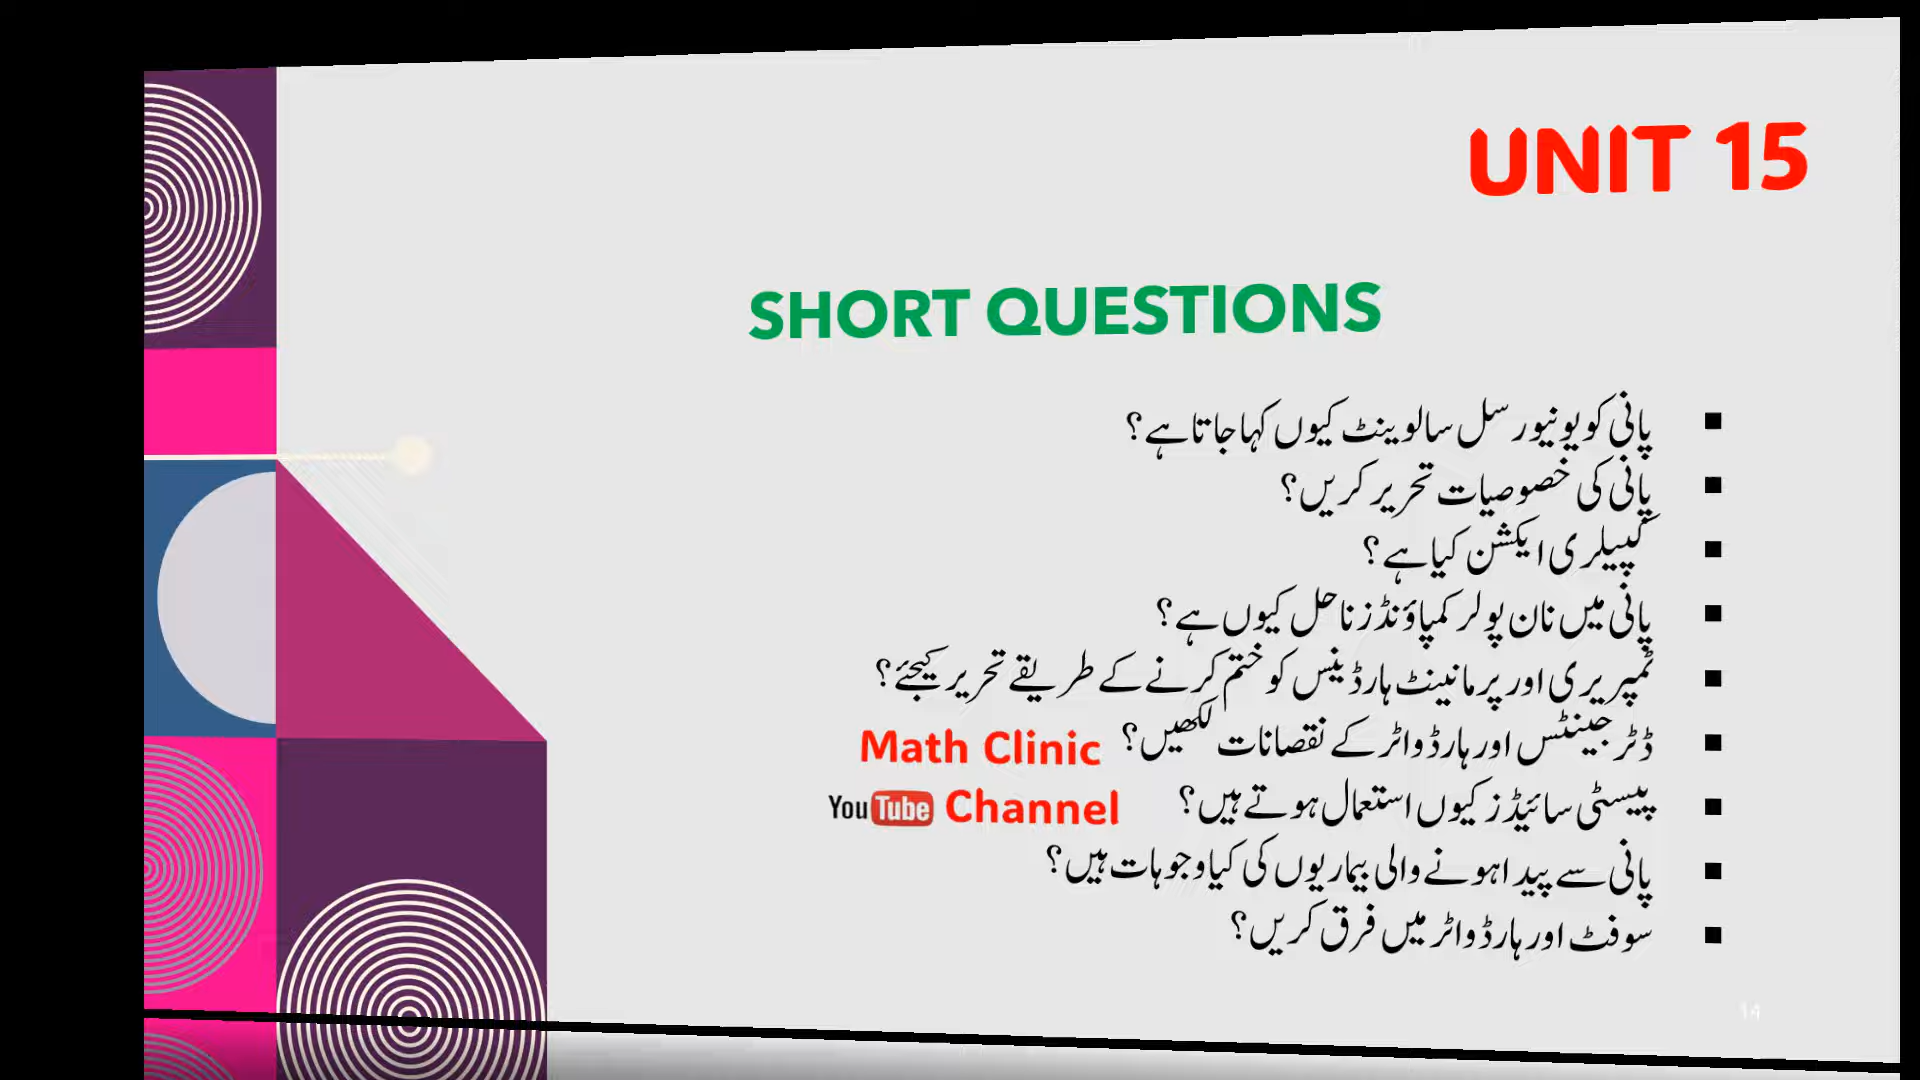 UNIT 15
SHORT QUESTIONS
پانی کو یونیورسل سالوینٹ کیوں کہا جاتا ہے؟
پانی کی خصوصیات تحریر کریں؟
کیپیلری ایکشن کیا ہے؟
پانی میں نان پولر کمپاؤنڈز ناحل کیوں ہے؟
ٹمپریری اور پرمانینٹ ہارڈینس کو ختم کرنے کے طریقے تحریر کیجئے؟
ڈٹرجینٹس اور ہارڈ واٹر کے نقصانات لکھیں؟
Math Clinic
پیسٹی سائیڈز کیوں استعمال ہوتے ہیں؟
YouTube Channel
پانی سے پیدا ہونے والی بیماریوں کی کیا وجوہات ہیں؟
سوفٹ اور ہارڈ واٹر میں فرق کریں؟
14